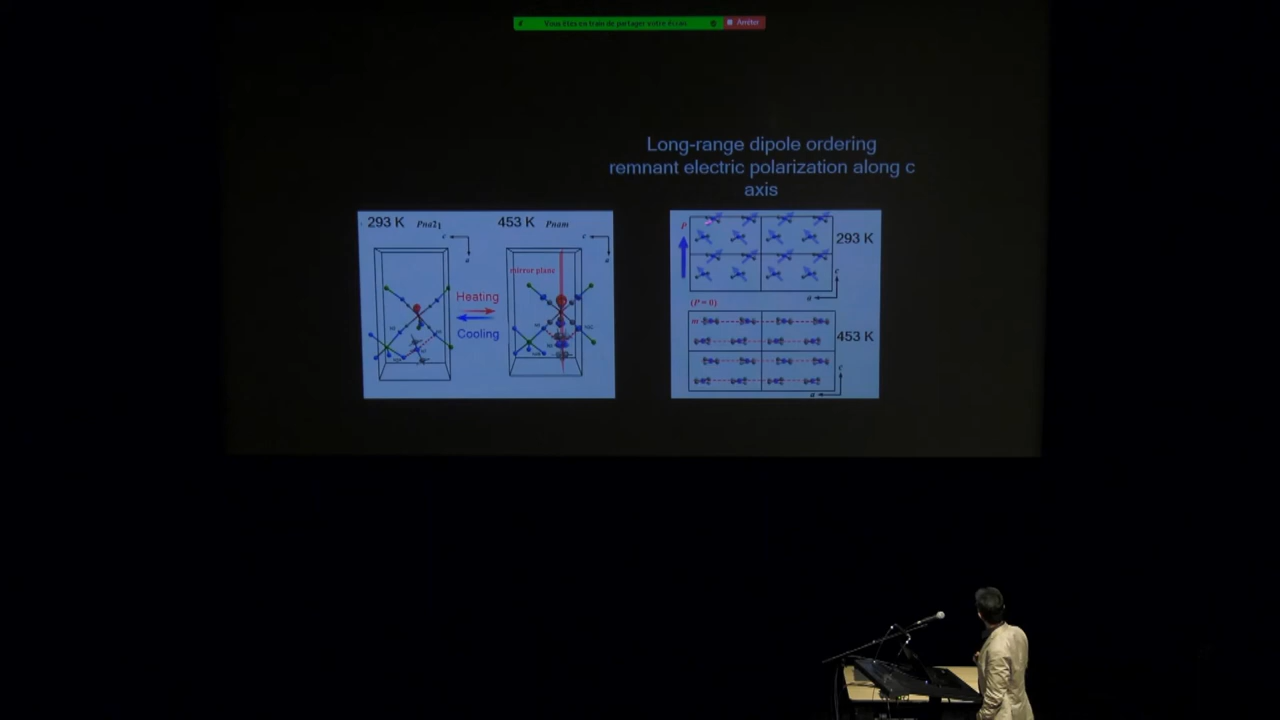 Vous êtes en train de partager votre écran
Arrêter
Long-range dipole ordering
remnant electric polarization along c
axis
293 K Pna2₁
453 K Pnam
c
a
c
a
mirror plane
Heating
Cooling
P
293 K
c
a
(P = 0)
m
453 K
c
a